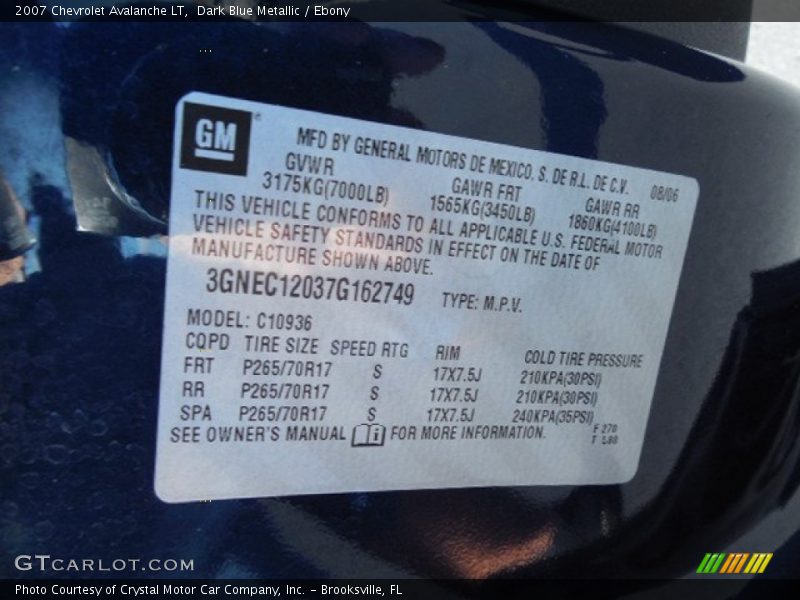 2007 Chevrolet Avalanche LT,  Dark Blue Metallic / Ebony
GM
MFD BY GENERAL MOTORS DE MEXICO, S. DE R.L. DE C.V. 08/06
GVWR GAWR FRT GAWR RR
3175KG(7000LB) 1565KG(3450LB) 1860KG(4100LB)
THIS VEHICLE CONFORMS TO ALL APPLICABLE U.S. FEDERAL MOTOR
VEHICLE SAFETY STANDARDS IN EFFECT ON THE DATE OF
MANUFACTURE SHOWN ABOVE.
3GNEC12037G162749 TYPE: M.P.V.
MODEL: C10936
CQPD TIRE SIZE SPEED RTG RIM COLD TIRE PRESSURE
FRT P265/70R17 S 17X7.5J 210KPA(30PSI)
RR P265/70R17 S 17X7.5J 210KPA(30PSI)
SPA P265/70R17 S 17X7.5J 240KPA(35PSI)
SEE OWNER'S MANUAL FOR MORE INFORMATION.
F 270
GTCARLOT.COM
Photo Courtesy of Crystal Motor Car Company, Inc. - Brooksville, FL